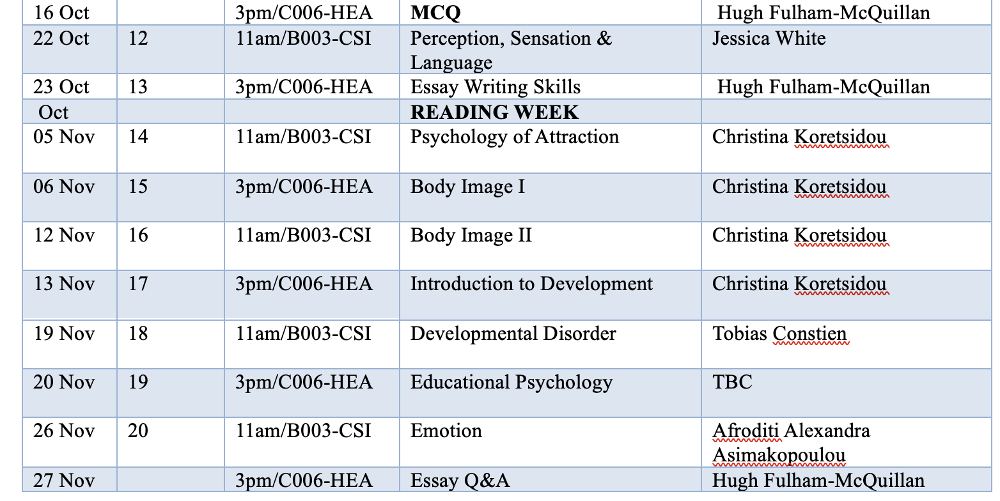 16 Oct 3pm/C006-HEA MCQ Hugh Fulham-McQuillan
22 Oct 12 11am/B003-CSI Perception, Sensation & Jessica White
Language
23 Oct 13 3pm/C006-HEA Essay Writing Skills Hugh Fulham-McQuillan
Oct READING WEEK
05 Nov 14 11am/B003-CSI Psychology of Attraction Christina Koretsidou
06 Nov 15 3pm/C006-HEA Body Image I Christina Koretsidou
12 Nov 16 11am/B003-CSI Body Image II Christina Koretsidou
13 Nov 17 3pm/C006-HEA Introduction to Development Christina Koretsidou
19 Nov 18 11am/B003-CSI Developmental Disorder Tobias Constien
20 Nov 19 3pm/C006-HEA Educational Psychology TBC
26 Nov 20 11am/B003-CSI Emotion Afroditi Alexandra
Asimakopoulou
27 Nov 3pm/C006-HEA Essay Q&A Hugh Fulham-McQuillan